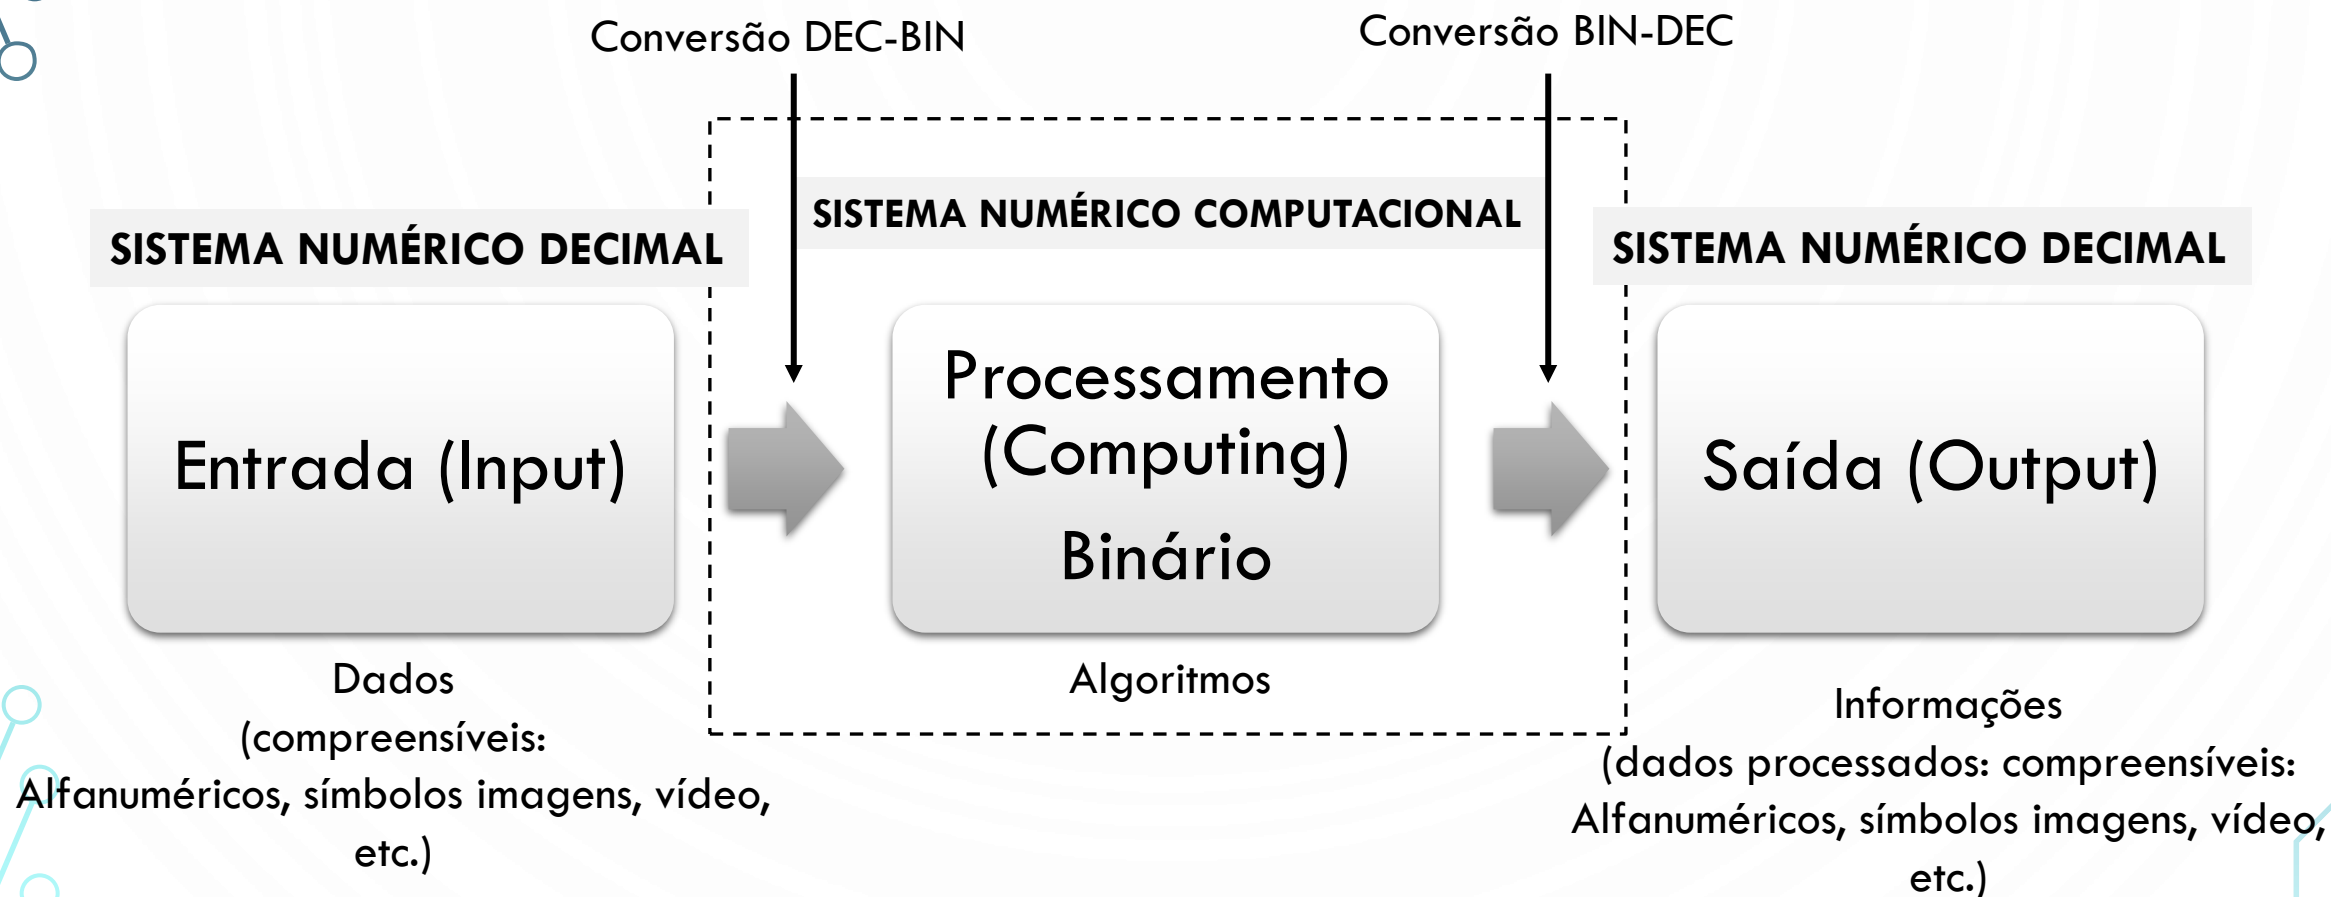 Conversão DEC-BIN
Conversão BIN-DEC
SISTEMA NUMÉRICO DECIMAL
SISTEMA NUMÉRICO COMPUTACIONAL
SISTEMA NUMÉRICO DECIMAL
Entrada (Input)
Processamento
(Computing)
Binário
Saída (Output)
Dados
(compreensíveis:
Alfanuméricos, símbolos imagens, vídeo,
etc.)
Algoritmos
Informações
(dados processados: compreensíveis:
Alfanuméricos, símbolos imagens, vídeo,
etc.)